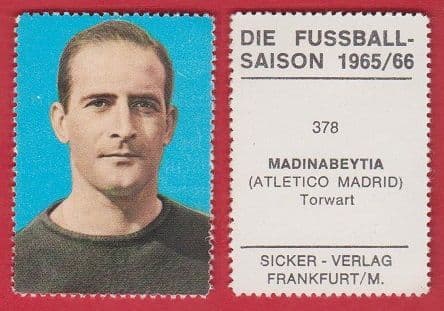 DIE FUSSBALL-
SAISON 1965/66
378
MADINABEYTIA
(ATLETICO MADRID)
Torwart
SICKER - VERLAG
FRANKFURT/M.